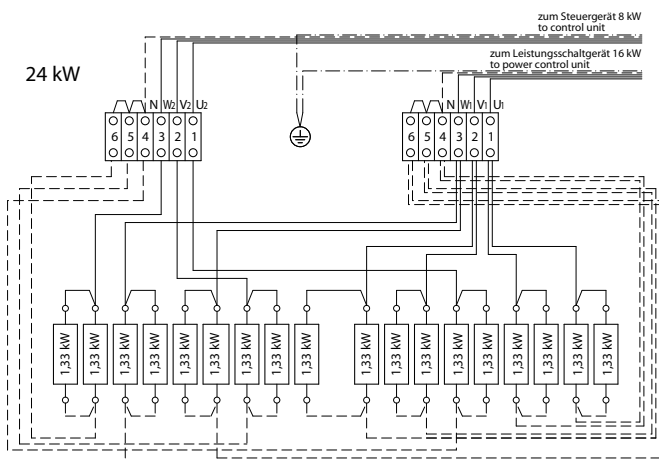 zum Steuergerät 8 kW
to control unit
zum Leistungsschaltgerät 16 kW
to power control unit
24 kW
N W2 V2 U2
N W1 V1 U1
6 5 4 3 2 1
6 5 4 3 2 1
1,33 kW 1,33 kW 1,33 kW 1,33 kW 1,33 kW 1,33 kW 1,33 kW 1,33 kW 1,33 kW 1,33 kW 1,33 kW 1,33 kW 1,33 kW 1,33 kW 1,33 kW 1,33 kW 1,33 kW 1,33 kW